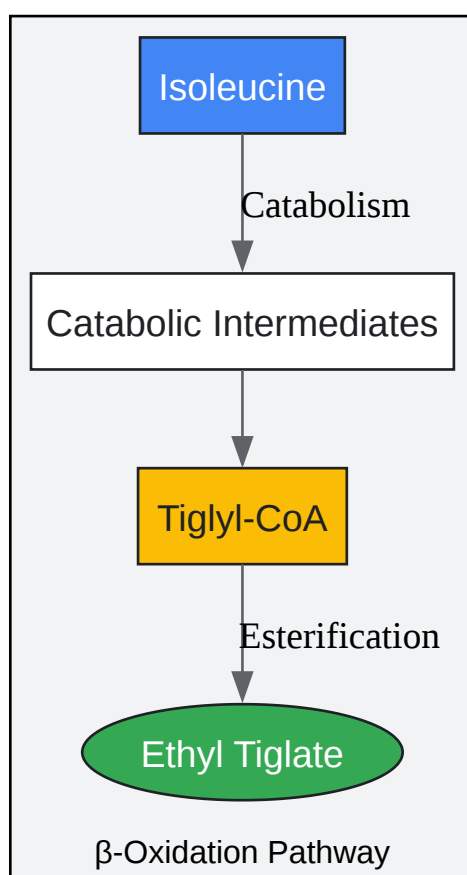 Isoleucine
Catabolism
Catabolic Intermediates
Tiglyl-CoA
Esterification
Ethyl Tiglate
β-Oxidation Pathway